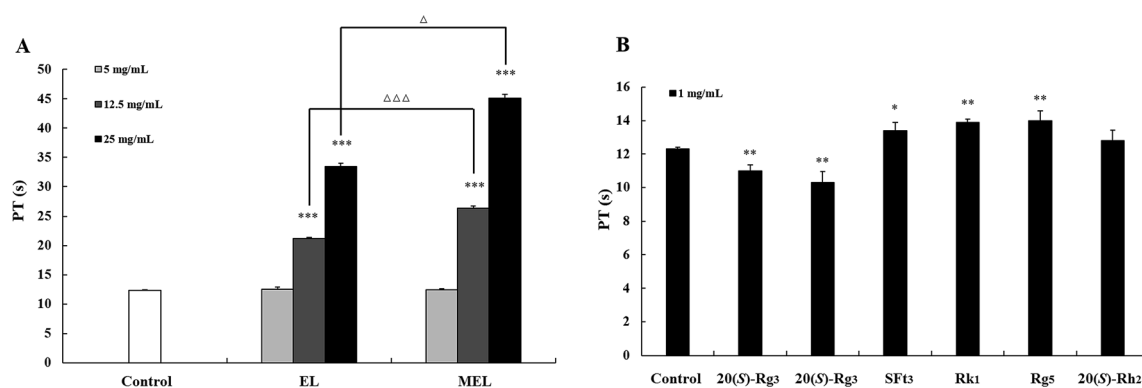 A
△
5 mg/mL
12.5 mg/mL
25 mg/mL
△△△
***
***
***
***
PT (s)
50
45
40
35
30
25
20
15
10
5
0
Control EL MEL
B
1 mg/mL
** ** * ** **
PT (s)
16
14
12
10
8
6
4
2
0
Control 20(S)-Rg3 20(S)-Rg3 SFt3 Rk1 Rg5 20(S)-Rh2